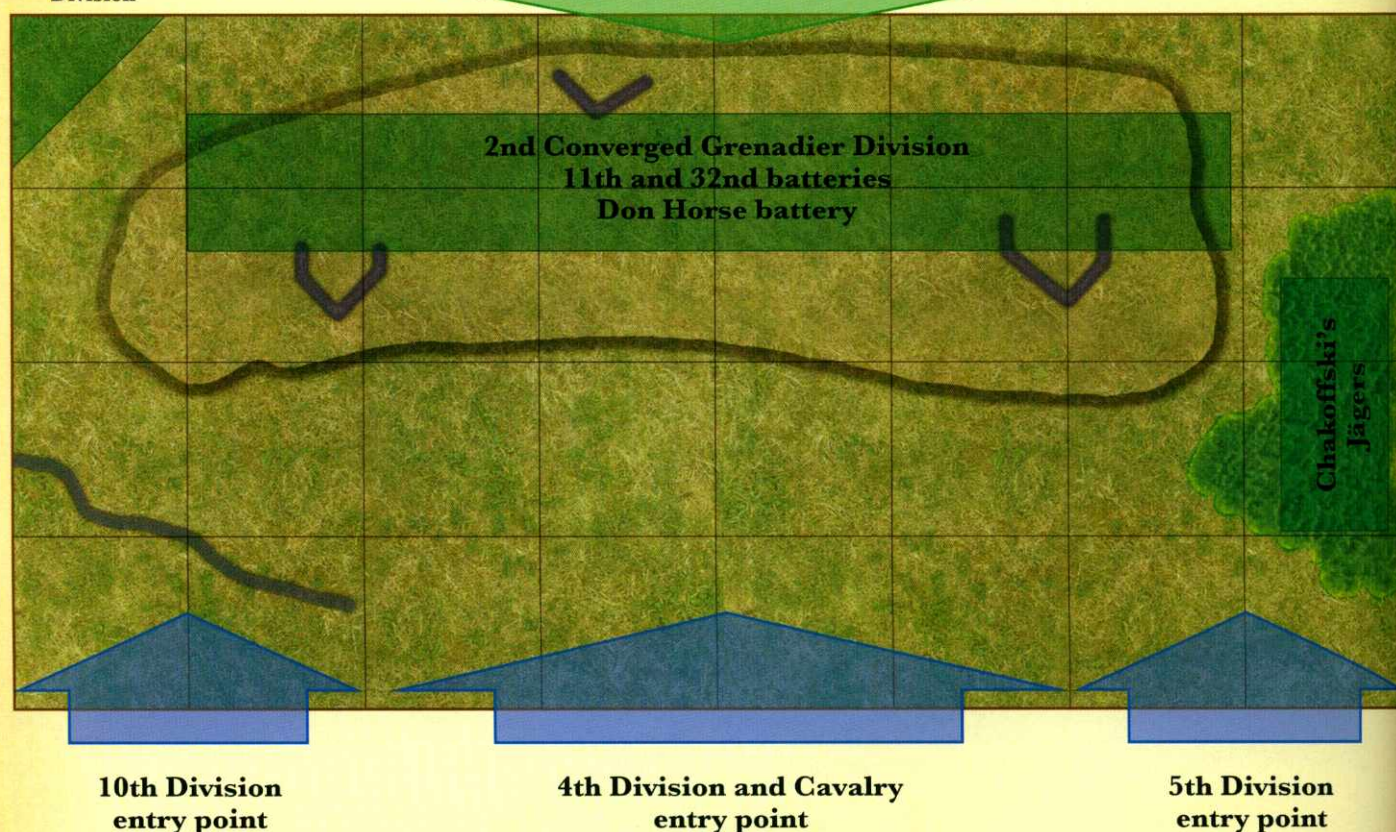 Division
2nd Converged Grenadier Division
11th and 32nd batteries
Don Horse battery
Chakoffski's
Jägers
10th Division
entry point
4th Division and Cavalry
entry point
5th Division
entry point